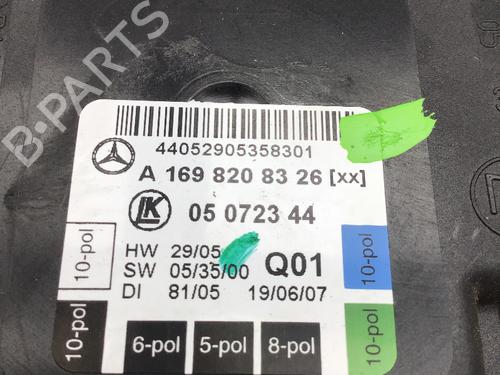 B-PARTS
44052905358301
A 169 820 83 26 [xx]
LK 05 0723 44
HW 29/05
SW 05/35/00 Q01
DI 81/05 19/06/07
10-pol
10-pol
10-pol
10-pol
6-pol 5-pol 8-pol